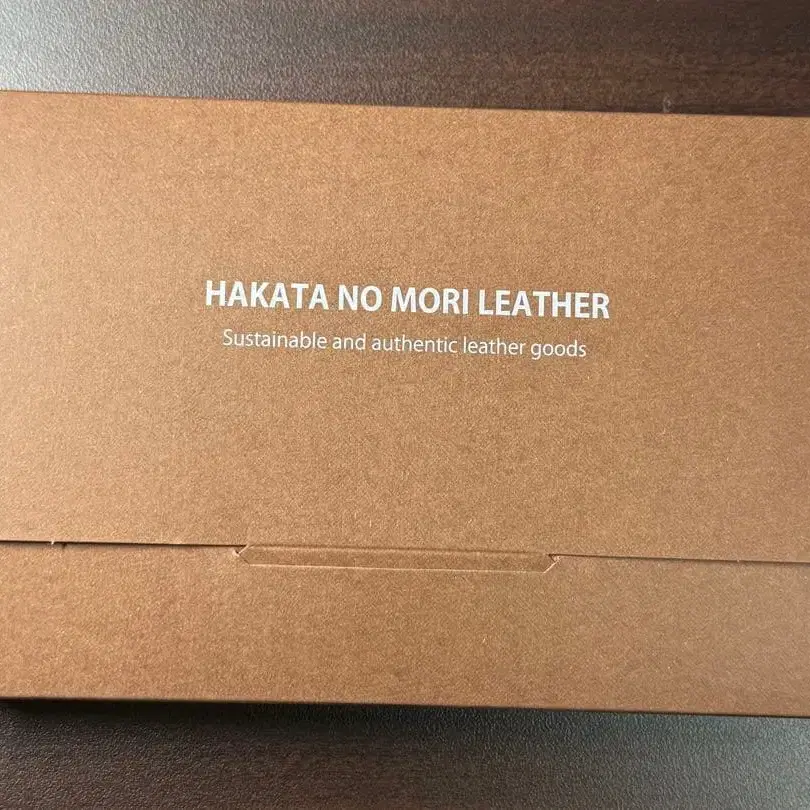 HAKATA NO MORI LEATHER
Sustainable and authentic leather goods